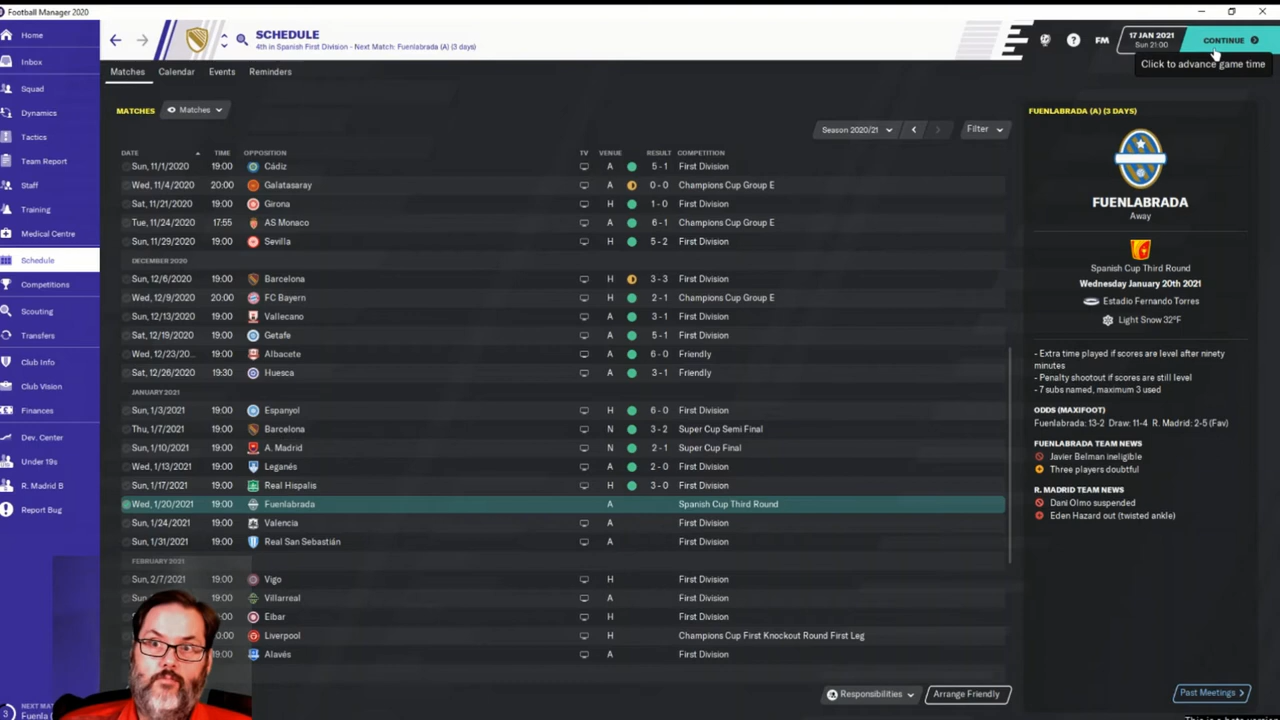 Football Manager 2020
SCHEDULE
4th in Spanish First Division - Next Match: Fuenlabrada (A) (3 days)
FM
17 JAN 2021
Sun 21:00
CONTINUE
Click to advance game time
Home
Inbox
Squad
Dynamics
Tactics
Team Report
Staff
Training
Medical Centre
Schedule
Competitions
Scouting
Transfers
Club Info
Club Vision
Finances
Dev. Center
Under 19s
R. Madrid B
Report Bug
Matches Calendar Events Reminders
MATCHES Matches
Season 2020/21 Filter
DATE TIME OPPOSITION TV VENUE RESULT COMPETITION
Sun, 11/1/2020 19:00 Cádiz A 5 - 1 First Division
Wed, 11/4/2020 20:00 Galatasaray A 0 - 0 Champions Cup Group E
Sat, 11/21/2020 19:00 Girona H 1 - 0 First Division
Tue, 11/24/2020 17:55 AS Monaco A 6 - 1 Champions Cup Group E
Sun, 11/29/2020 19:00 Sevilla H 5 - 2 First Division
DECEMBER 2020
Sun, 12/6/2020 19:00 Barcelona H 3 - 3 First Division
Wed, 12/9/2020 20:00 FC Bayern H 2 - 1 Champions Cup Group E
Sun, 12/13/2020 19:00 Vallecano A 3 - 1 First Division
Sat, 12/19/2020 19:00 Getafe A 5 - 1 First Division
Wed, 12/23/20... 19:00 Albacete A 6 - 0 Friendly
Sat, 12/26/2020 19:30 Huesca A 3 - 1 Friendly
JANUARY 2021
Sun, 1/3/2021 19:00 Espanyol H 6 - 0 First Division
Thu, 1/7/2021 19:00 Barcelona N 3 - 2 Super Cup Semi Final
Sun, 1/10/2021 19:00 A. Madrid N 2 - 1 Super Cup Final
Wed, 1/13/2021 19:00 Leganés A 2 - 0 First Division
Sun, 1/17/2021 19:00 Real Hispalis H 3 - 0 First Division
Wed, 1/20/2021 19:00 Fuenlabrada A Spanish Cup Third Round
Sun, 1/24/2021 19:00 Valencia A First Division
Sun, 1/31/2021 19:00 Real San Sebastián A First Division
FEBRUARY 2021
Sun, 2/7/2021 19:00 Vigo H First Division
19:00 Villarreal A First Division
Eibar H First Division
Liverpool H Champions Cup First Knockout Round First Leg
19:00 Alavés A First Division
Responsibilities Arrange Friendly
FUENLABRADA (A) (3 DAYS)
FUENLABRADA
Away
Spanish Cup Third Round
Wednesday January 20th 2021
Estadio Fernando Torres
Light Snow 32°F
- Extra time played if scores are level after ninety
minutes
- Penalty shootout if scores are still level
- 7 subs named, maximum 3 used
ODDS (MAXIFOOT)
Fuenlabrada: 13-2 Draw: 11-4 R. Madrid: 2-5 (Fav)
FUENLABRADA TEAM NEWS
Javier Belman ineligible
Three players doubtful
R. MADRID TEAM NEWS
Dani Olmo suspended
Eden Hazard out (twisted ankle)
Past Meetings
3